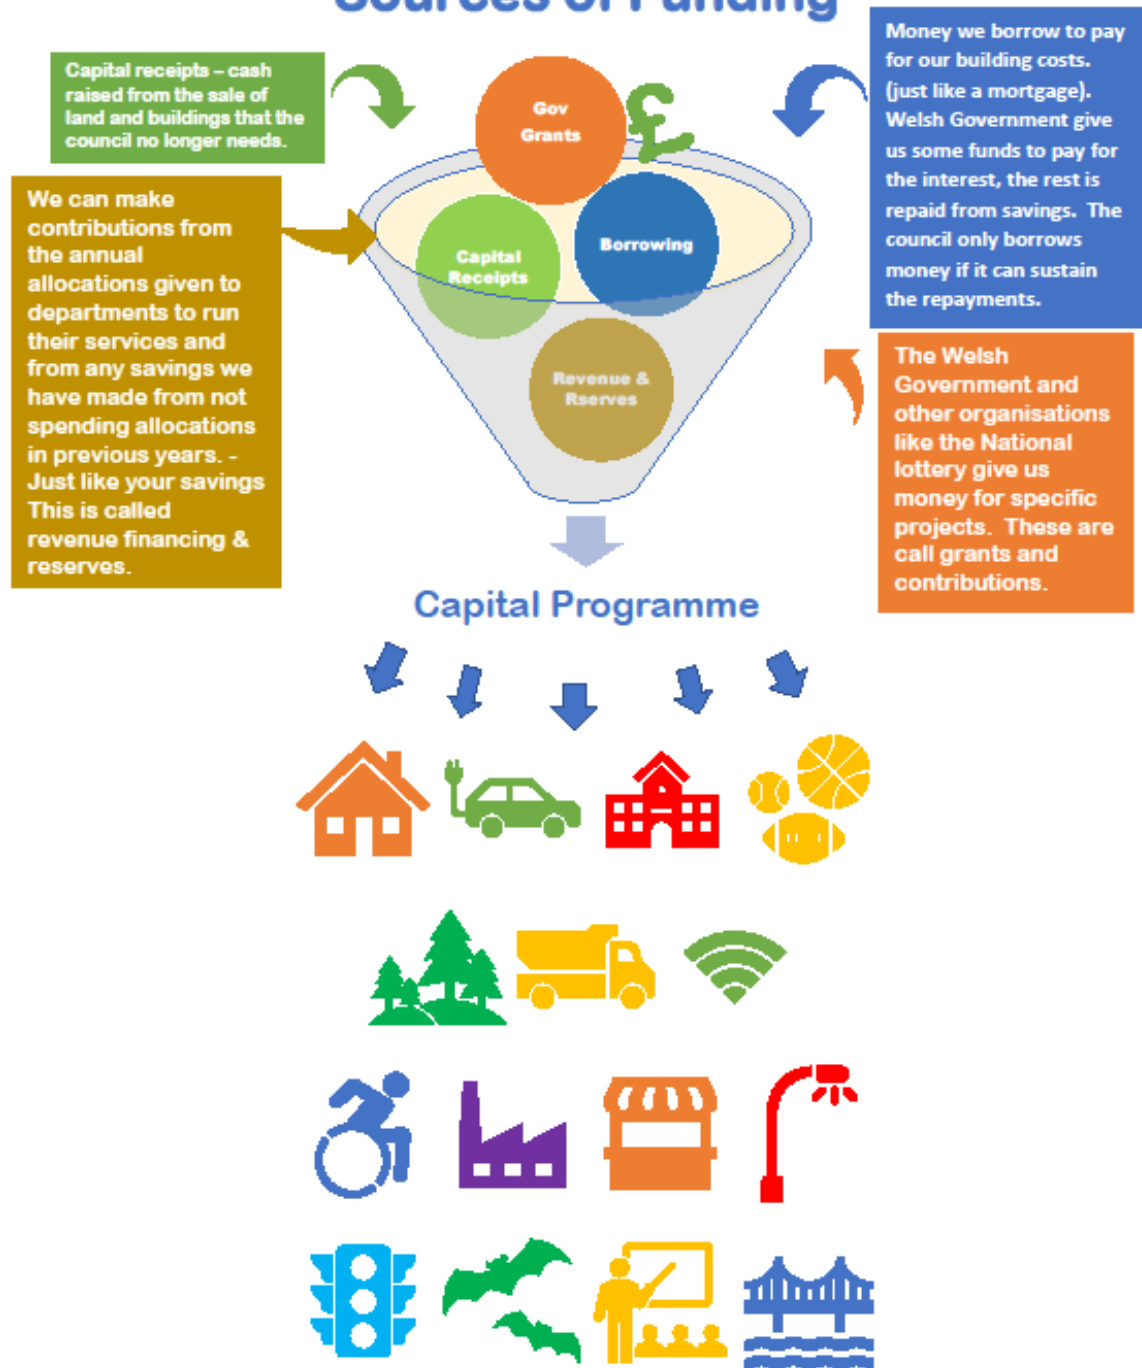 Sources of Funding
Capital receipts – cash
raised from the sale of
land and buildings that the
council no longer needs.
We can make
contributions from
the annual
allocations given to
departments to run
their services and
from any savings we
have made from not
spending allocations
in previous years. -
Just like your savings
This is called
revenue financing &
reserves.
Gov
Grants
£
Capital
Receipts
Borrowing
Revenue &
Rserves
Money we borrow to pay
for our building costs.
(just like a mortgage).
Welsh Government give
us some funds to pay for
the interest, the rest is
repaid from savings. The
council only borrows
money if it can sustain
the repayments.
The Welsh
Government and
other organisations
like the National
lottery give us
money for specific
projects. These are
call grants and
contributions.
Capital Programme